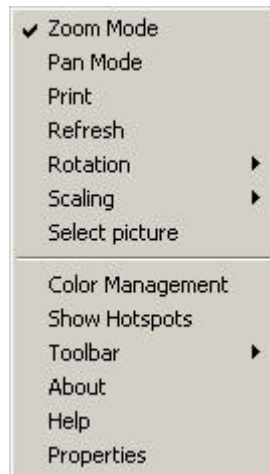 Zoom Mode
Pan Mode
Print
Refresh
Rotation
Scaling
Select picture
Color Management
Show Hotspots
Toolbar
About
Help
Properties